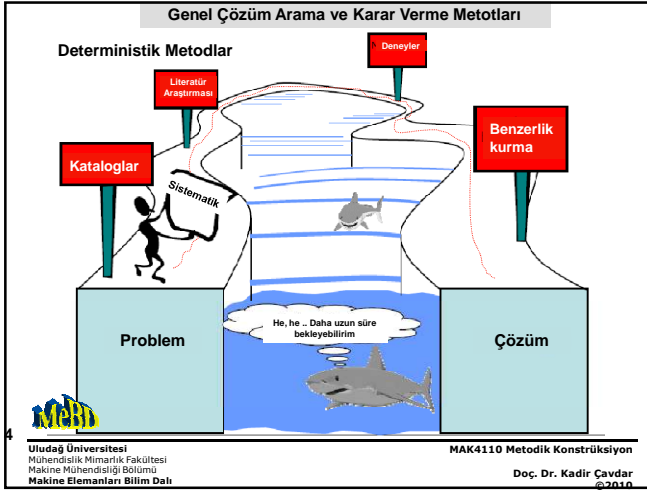 Genel Çözüm Arama ve Karar Verme Metotları
Deterministik Metodlar
Deneyler
Literatür
Araştırması
Benzerlik
kurma
Kataloglar
Sistematik
He, he .. Daha uzun süre
bekleyebilirim
Problem
Çözüm
MeBD
4
Uludağ Üniversitesi
Mühendislik Mimarlık Fakültesi
Makine Mühendisliği Bölümü
Makine Elemanları Bilim Dalı
MAK4110 Metodik Konstrüksiyon
Doç. Dr. Kadir Çavdar
©2010